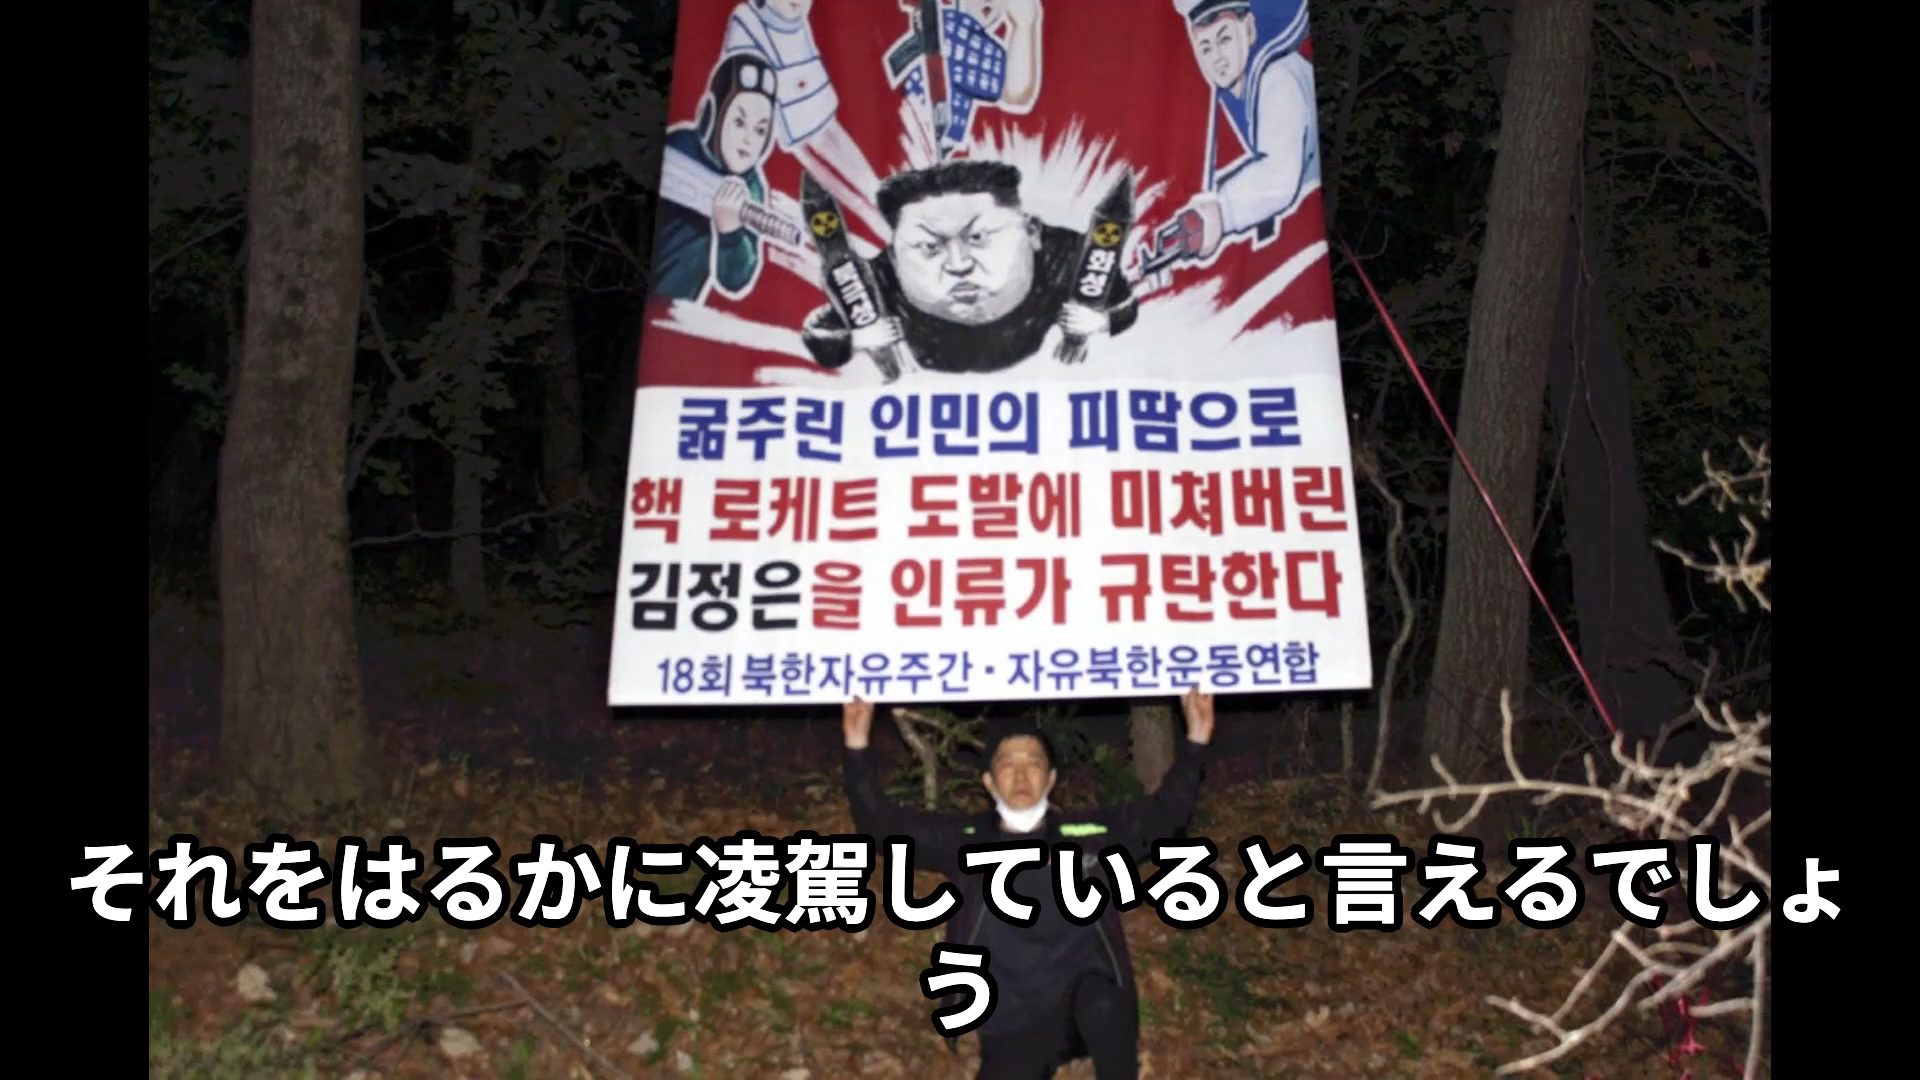 화성
굶주린 인민의 피땀으로
핵 로케트 도발에 미쳐버린
김정은을 인류가 규탄한다
18회 북한자유주간·자유북한운동연합
それをはるかに凌駕していると言えるでしょ
う